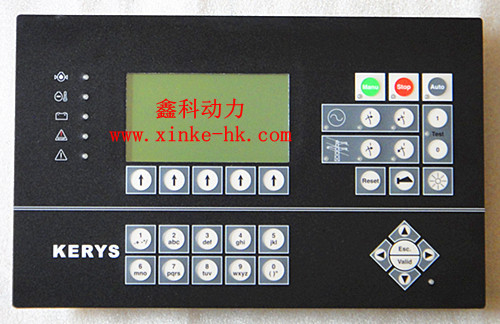 鑫科动力
www.xinke-hk.com
Manu Stop Auto
1
Test
0
Reset
KERYS
1 2 abc 3 def 4 ghi 5 jkl
6 mno 7 pqrs 8 tuv 9 wxyz 0 ( )°
Esc.
Valid